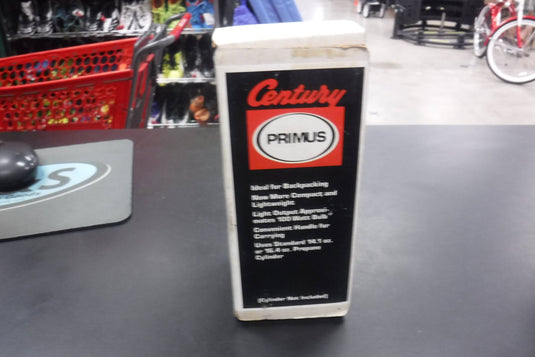 Century
PRIMUS
Ideal for Backpacking
Now More Compact and
Lightweight
Light Output Approxi-
mates 100 Watt Bulb
Convenient Handle for
Carrying
Uses Standard 14.1 oz.
or 16.4 oz. Propane
Cylinder
(Cylinder Not Included)